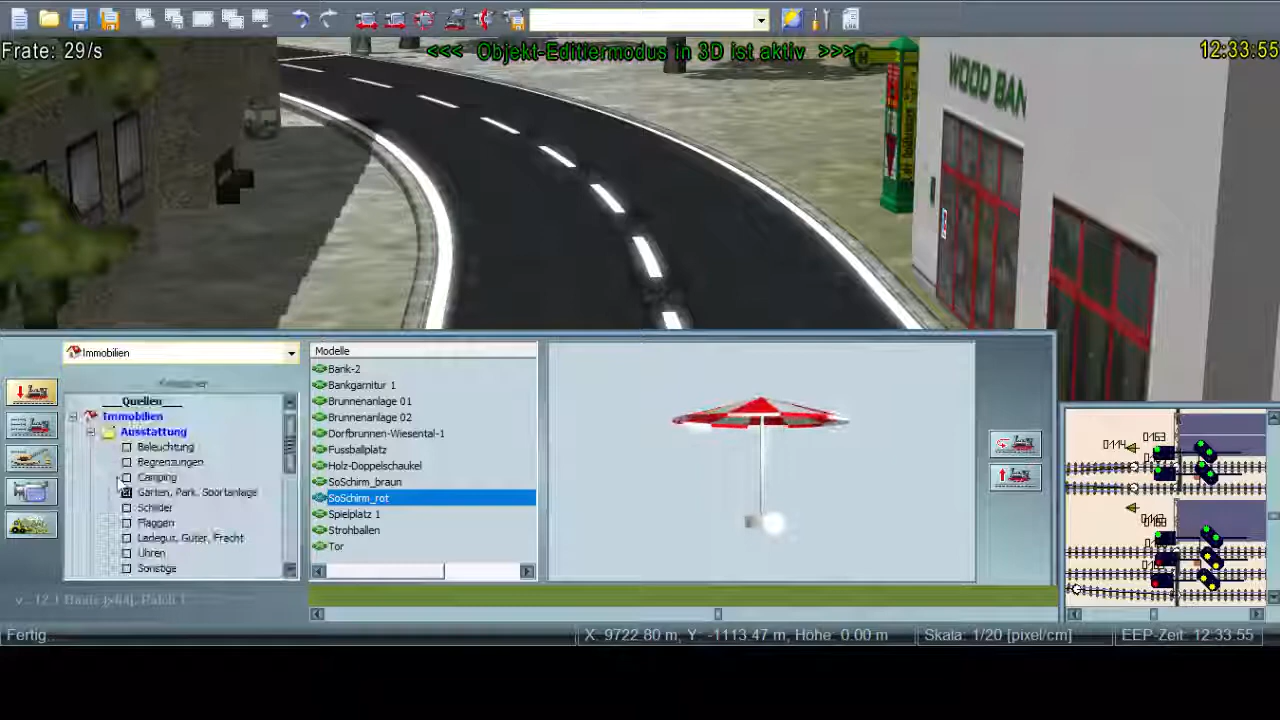 Frate: 29/s
<<< Objekt-Editiermodus in 3D ist aktiv >>>
12:33:55
H
WOOD BAN
Immobilien
Quellen
Immobilien
Ausstattung
Beleuchtung
Begrenzungen
Camping
Garten, Park, Sportanlage
Schilder
Flaggen
Ladegut, Güter, Fracht
Uhren
Sonstige
Modelle
Bank-2
Bankgarnitur 1
Brunnenanlage 01
Brunnenanlage 02
Dorfbrunnen-Wiesental-1
Fussballplatz
Holz-Doppelschaukel
SoSchirm_braun
SoSchirm_rot
Spielplatz 1
Strohballen
Tor
0114
0163
Fertig..
X: 9722.80 m, Y: -1113.47 m, Höhe: 0.00 m
Skala: 1/20 [pixel/cm]
EEP-Zeit: 12:33:55